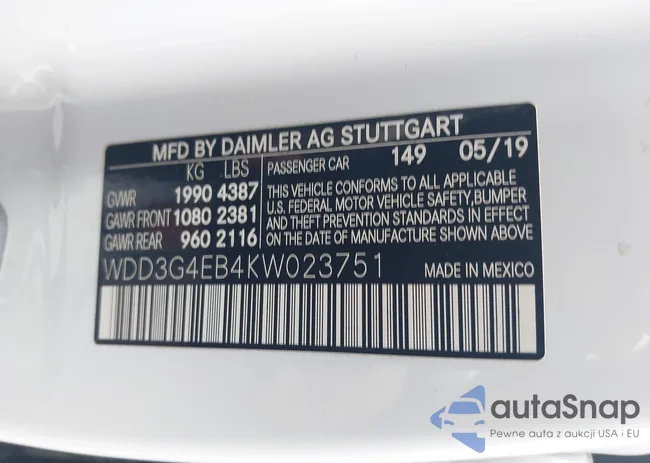 MFD BY DAIMLER AG STUTTGART
KG LBS
GVWR 1990 4387
GAWR FRONT 1080 2381
GAWR REAR 960 2116
PASSENGER CAR 149 05/19
THIS VEHICLE CONFORMS TO ALL APPLICABLE
U.S. FEDERAL MOTOR VEHICLE SAFETY,BUMPER
AND THEFT PREVENTION STANDARDS IN EFFECT
ON THE DATE OF MANUFACTURE SHOWN ABOVE
WDD3G4EB4KW023751
MADE IN MEXICO
autaSnap
Pewne auta z aukcji USA i EU